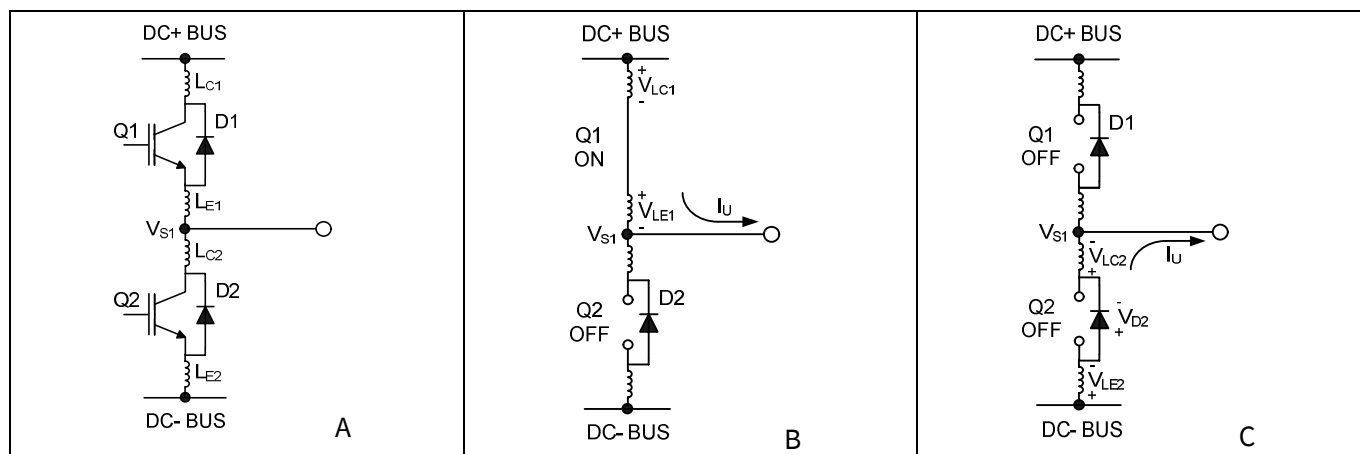 DC+ BUS
LC1
Q1
D1
LE1
VS1
LC2
Q2
D2
LE2
DC- BUS
A
DC+ BUS
+
VLC1
-
Q1
ON
+
VLE1
-
IU
VS1
Q2
OFF
D2
DC- BUS
B
DC+ BUS
Q1
OFF
D1
VS1
-
VLC2
+
IU
Q2
OFF
-
VD2
+
-
VLE2
+
DC- BUS
C